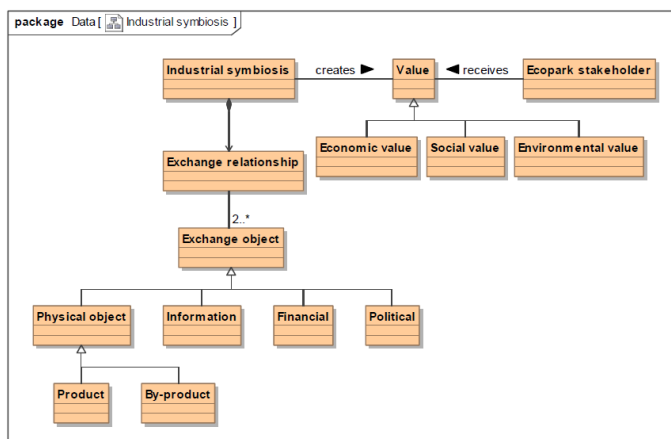 package Data [ Industrial symbiosis ]
Industrial symbiosis creates Value receives Ecopark stakeholder
Economic value Social value Environmental value
Exchange relationship
2..*
Exchange object
Physical object Information Financial Political
Product By-product